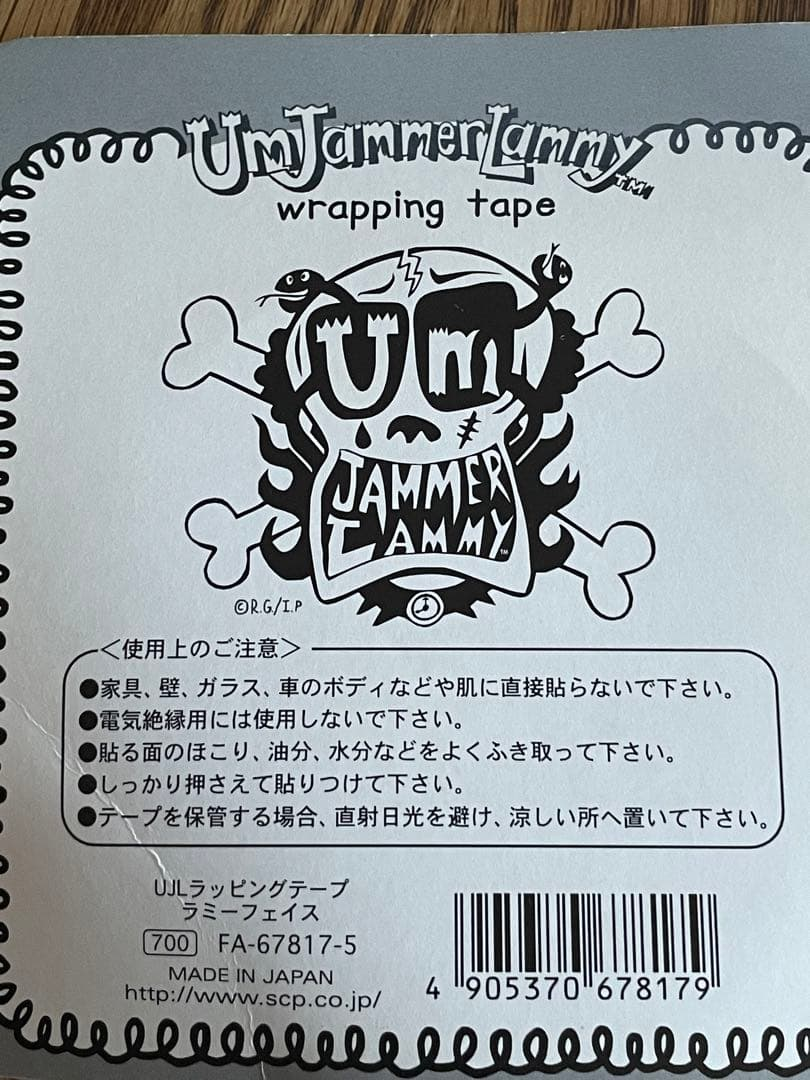 UmJammerLammy™
wrapping tape
Um
JAMMER
LAMMY™
©R.G./I.P
＜使用上のご注意＞
●家具、壁、ガラス、車のボディなどや肌に直接貼らないで下さい。
●電気絶縁用には使用しないで下さい。
●貼る面のほこり、油分、水分などをよくふき取って下さい。
●しっかり押さえて貼りつけて下さい。
●テープを保管する場合、直射日光を避け、涼しい所へ置いて下さい。
UJLラッピングテープ
ラミーフェイス
700 FA-67817-5
MADE IN JAPAN
http://www.scp.co.jp/
4 905370 678179